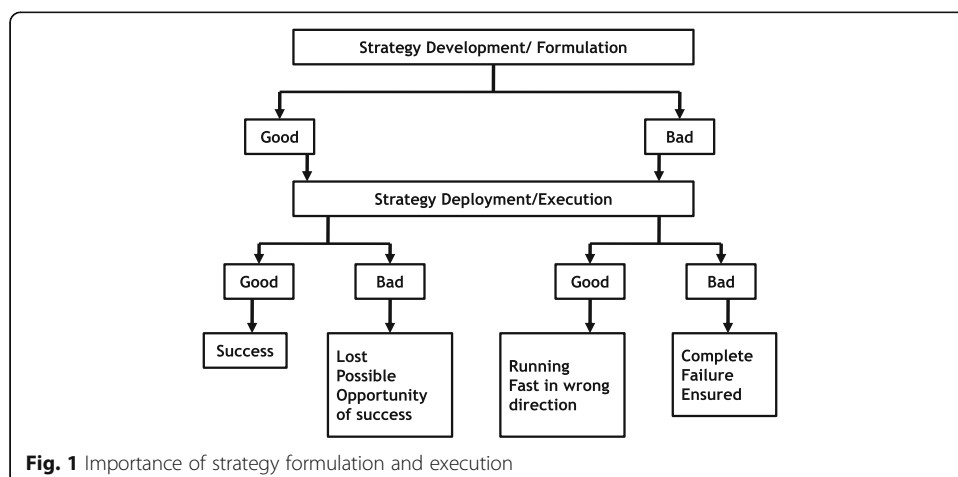 Strategy Development/ Formulation
Good
Bad
Strategy Deployment/Execution
Good
Bad
Good
Bad
Success
Lost
Possible
Opportunity
of success
Running
Fast in wrong
direction
Complete
Failure
Ensured
Fig. 1 Importance of strategy formulation and execution